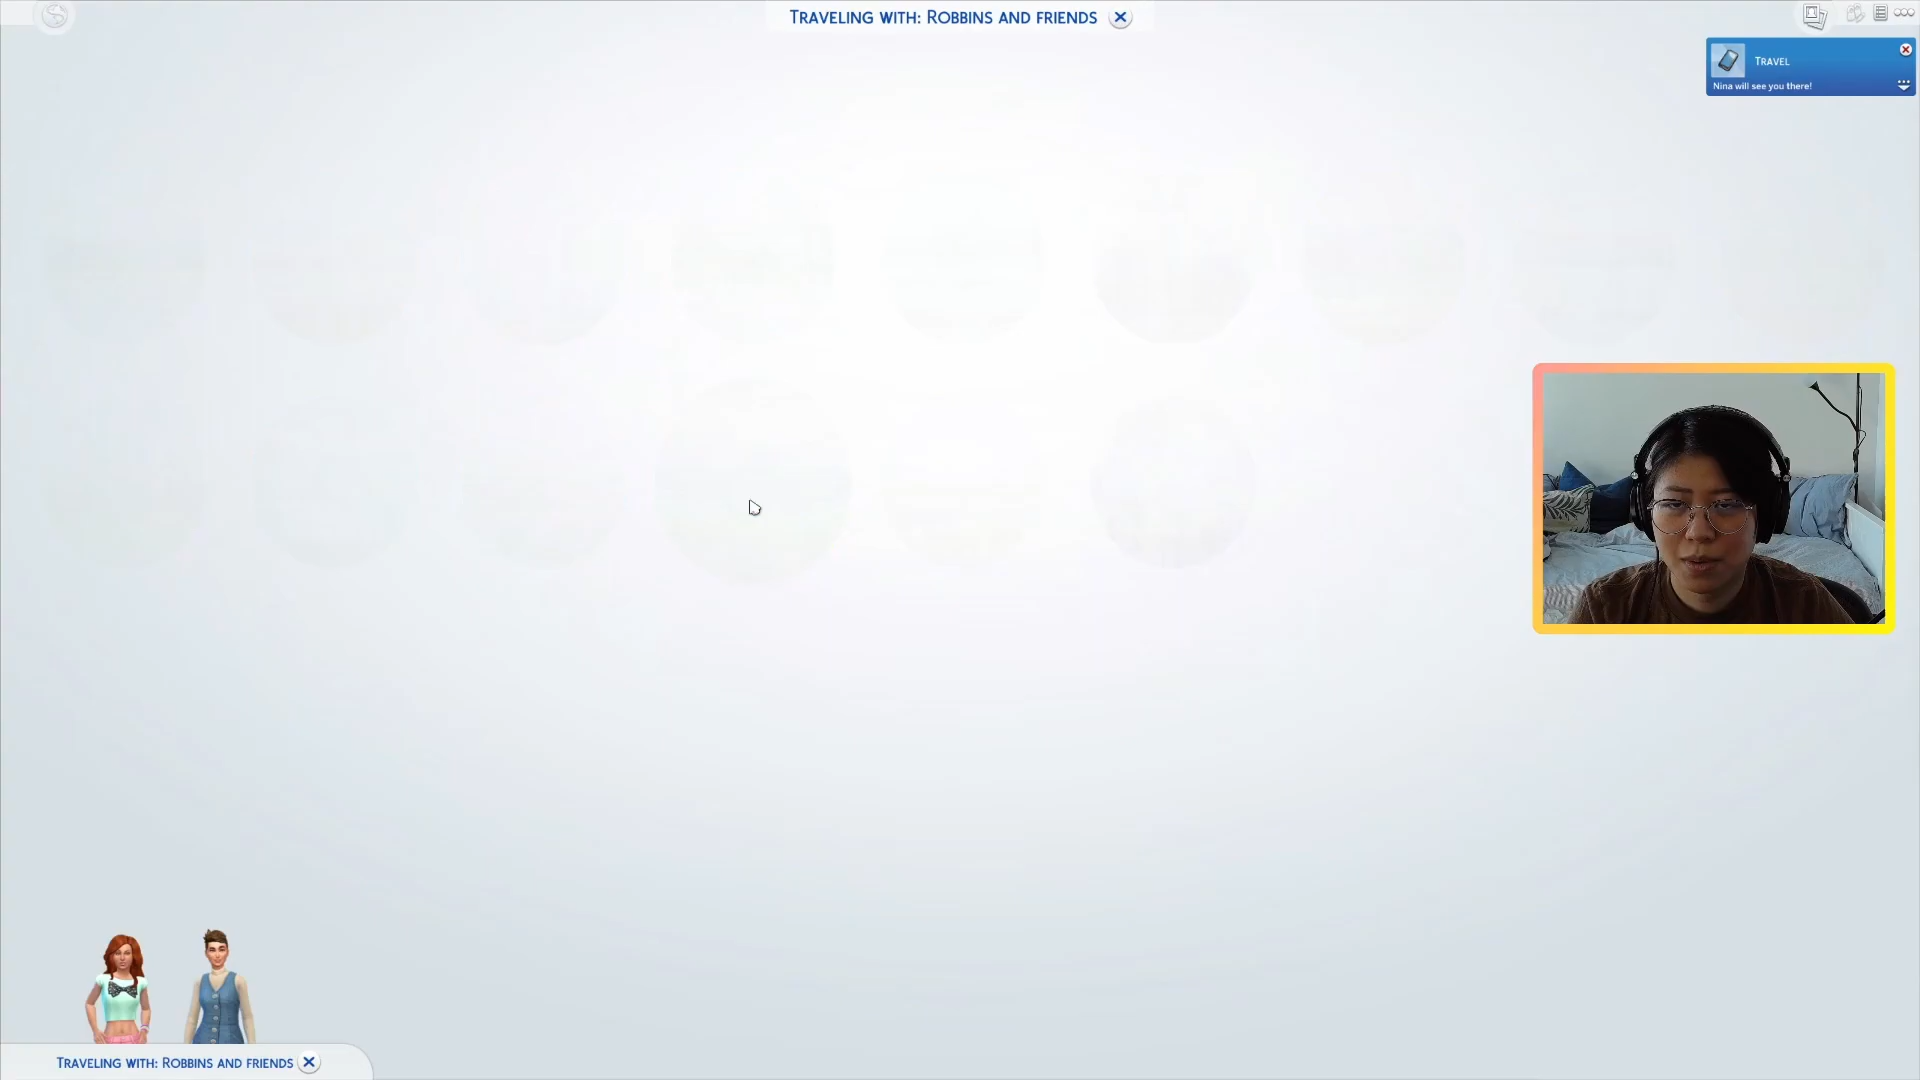 Traveling with: Robbins and friends
Travel
Nina will see you there!
Traveling with: Robbins and friends